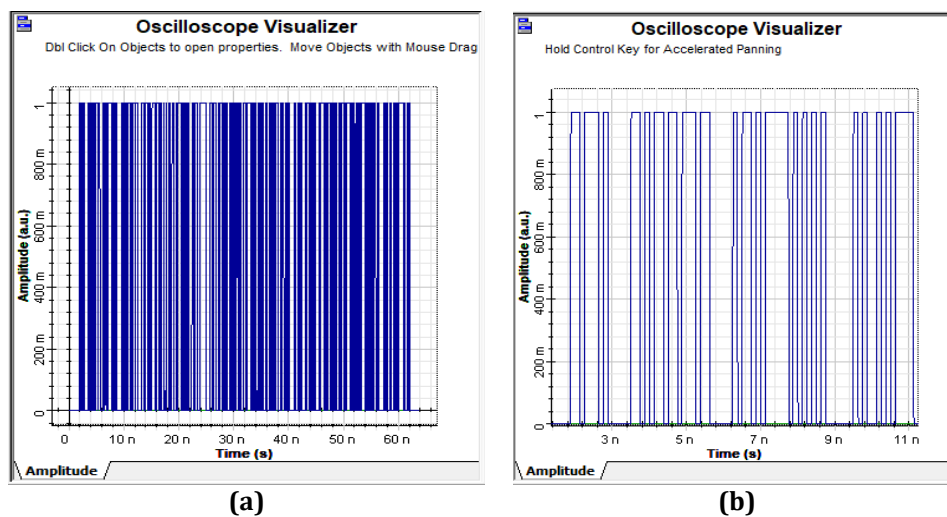 Oscilloscope Visualizer
Dbl Click On Objects to open properties. Move Objects with Mouse Drag
Amplitude (a.u.)
1
800 m
600 m
400 m
200 m
0
0 10 n 20 n 30 n 40 n 50 n 60 n
Time (s)
Amplitude
(a)
Oscilloscope Visualizer
Hold Control Key for Accelerated Panning
Amplitude (a.u.)
1
800 m
600 m
400 m
200 m
0
3 n 5 n 7 n 9 n 11 n
Time (s)
Amplitude
(b)